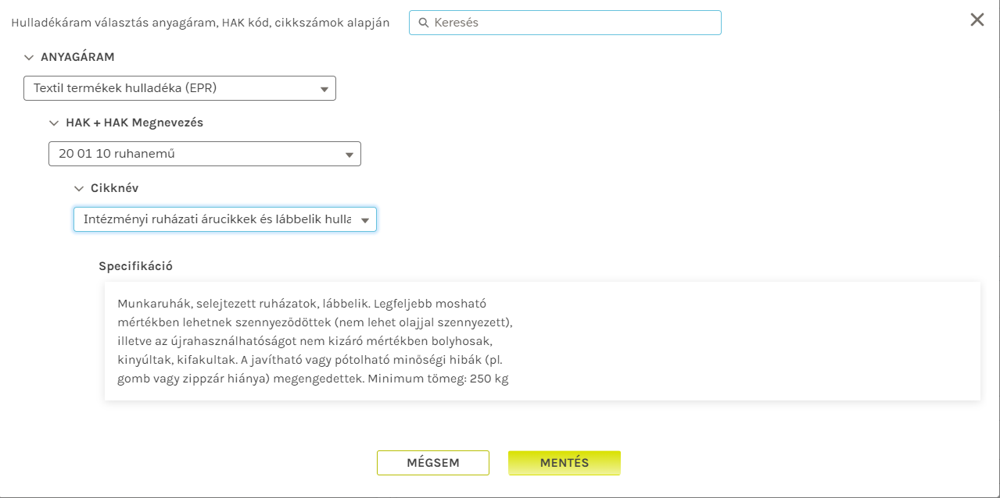 Hulladékáram választás anyagáram, HAK kód, cikkszámok alapján
Keresés
ANYAGÁRAM
Textil termékek hulladéka (EPR)
HAK + HAK Megnevezés
20 01 10 ruhanemű
Cikknév
Intézményi ruházati árucikkek és lábbelik hulla
Specifikáció
Munkaruhák, selejtezett ruházatok, lábbelik. Legfeljebb mosható
mértékben lehetnek szennyeződöttek (nem lehet olajjal szennyezett),
illetve az újrahasználhatóságot nem kizáró mértékben bolyhosak,
kinyúltak, kifakultak. A javítható vagy pótolható minőségi hibák (pl.
gomb vagy zippzár hiánya) megengedettek. Minimum tömeg: 250 kg
MÉGSEM
MENTÉS